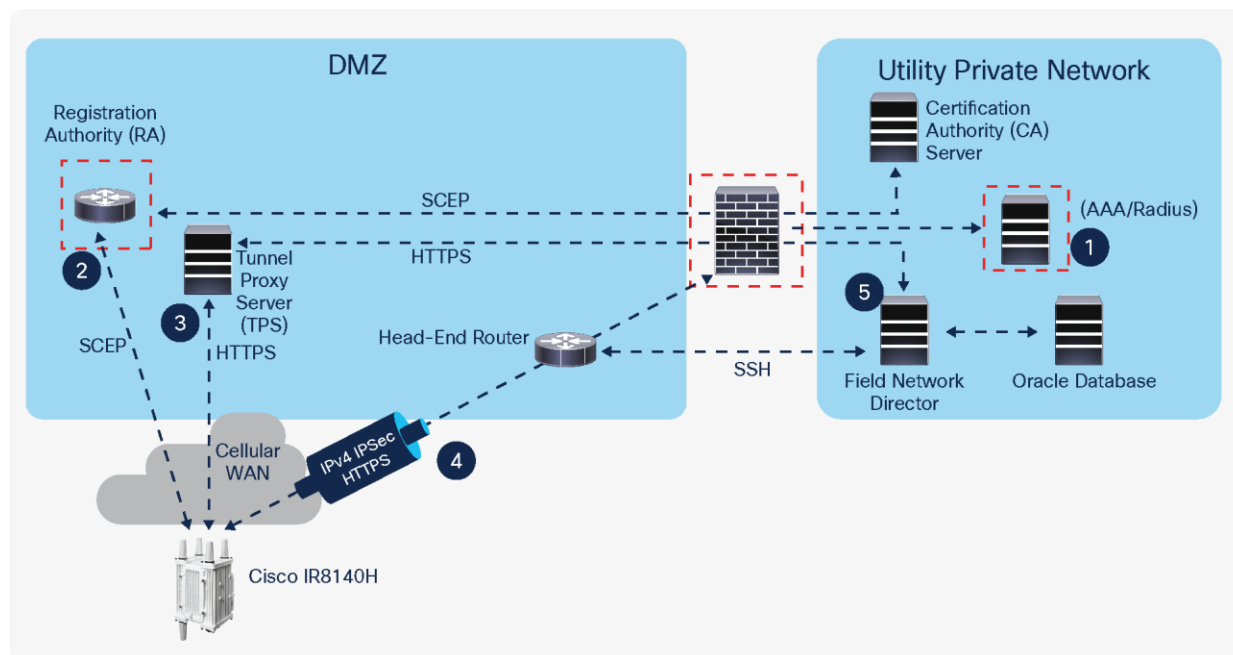 DMZ
Utility Private Network
Registration
Authority (RA)
Certification
Authority (CA)
Server
SCEP
(AAA/Radius)
1
2
HTTPS
Tunnel
Proxy
Server
(TPS)
3
5
Head-End Router
SCEP
HTTPS
SSH
Field Network
Director
Oracle Database
Cellular
WAN
IPv4 IPSec
HTTPS
4
Cisco IR8140H